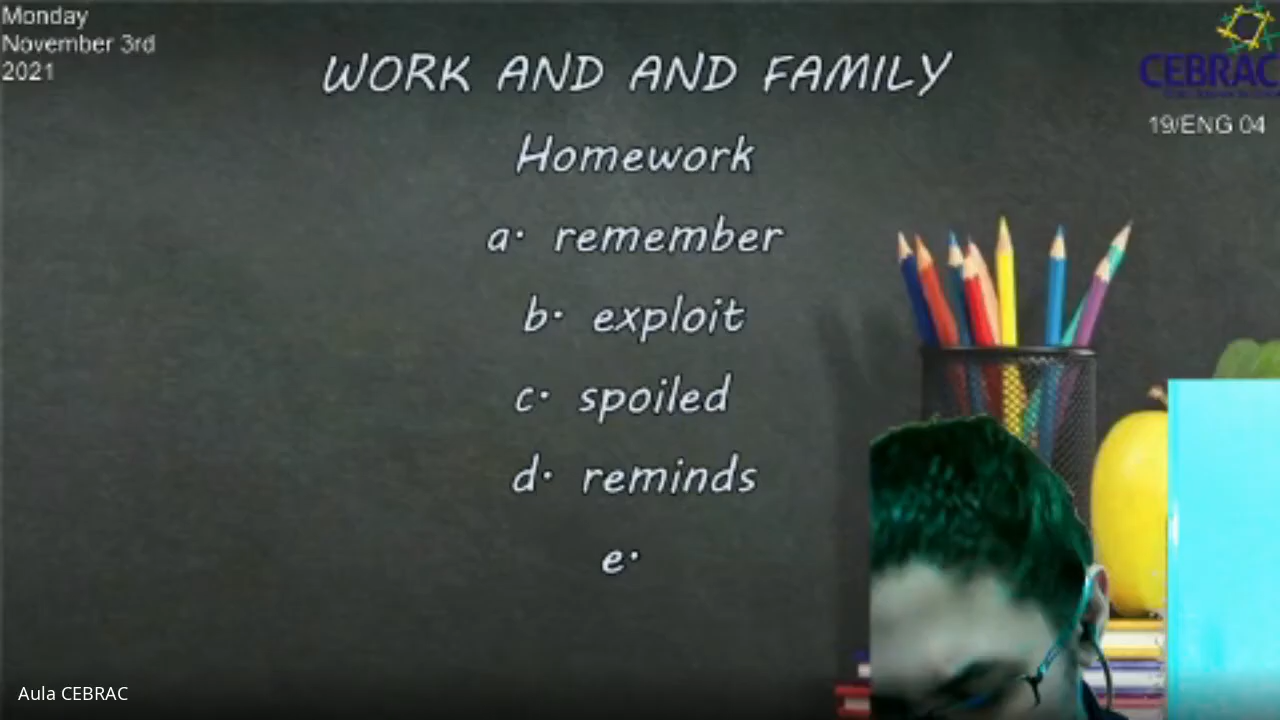 Monday
November 3rd
2021
WORK AND AND FAMILY
CEBRAC
19/ENG 04
Homework
a. remember
b. exploit
c. spoiled
d. reminds
e.
Aula CEBRAC